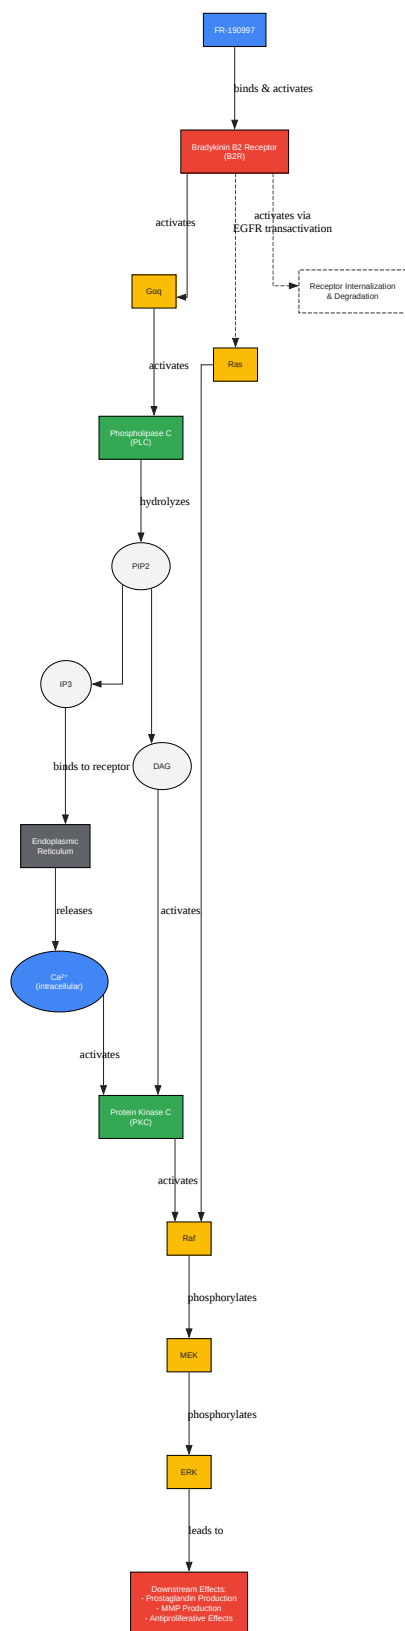 FR-190997
binds & activates
Bradykinin B2 Receptor
(B2R)
activates
activates via
EGFR transactivation
Receptor Internalization
& Degradation
Gαq
activates
Ras
Phospholipase C
(PLC)
hydrolyzes
PIP2
IP3
binds to receptor
DAG
Endoplasmic
Reticulum
releases
activates
Ca²⁺
(intracellular)
activates
Protein Kinase C
(PKC)
activates
Raf
phosphorylates
MEK
phosphorylates
ERK
leads to
Downstream Effects:
- Prostaglandin Production
- MMP Production
- Antiproliferative Effects